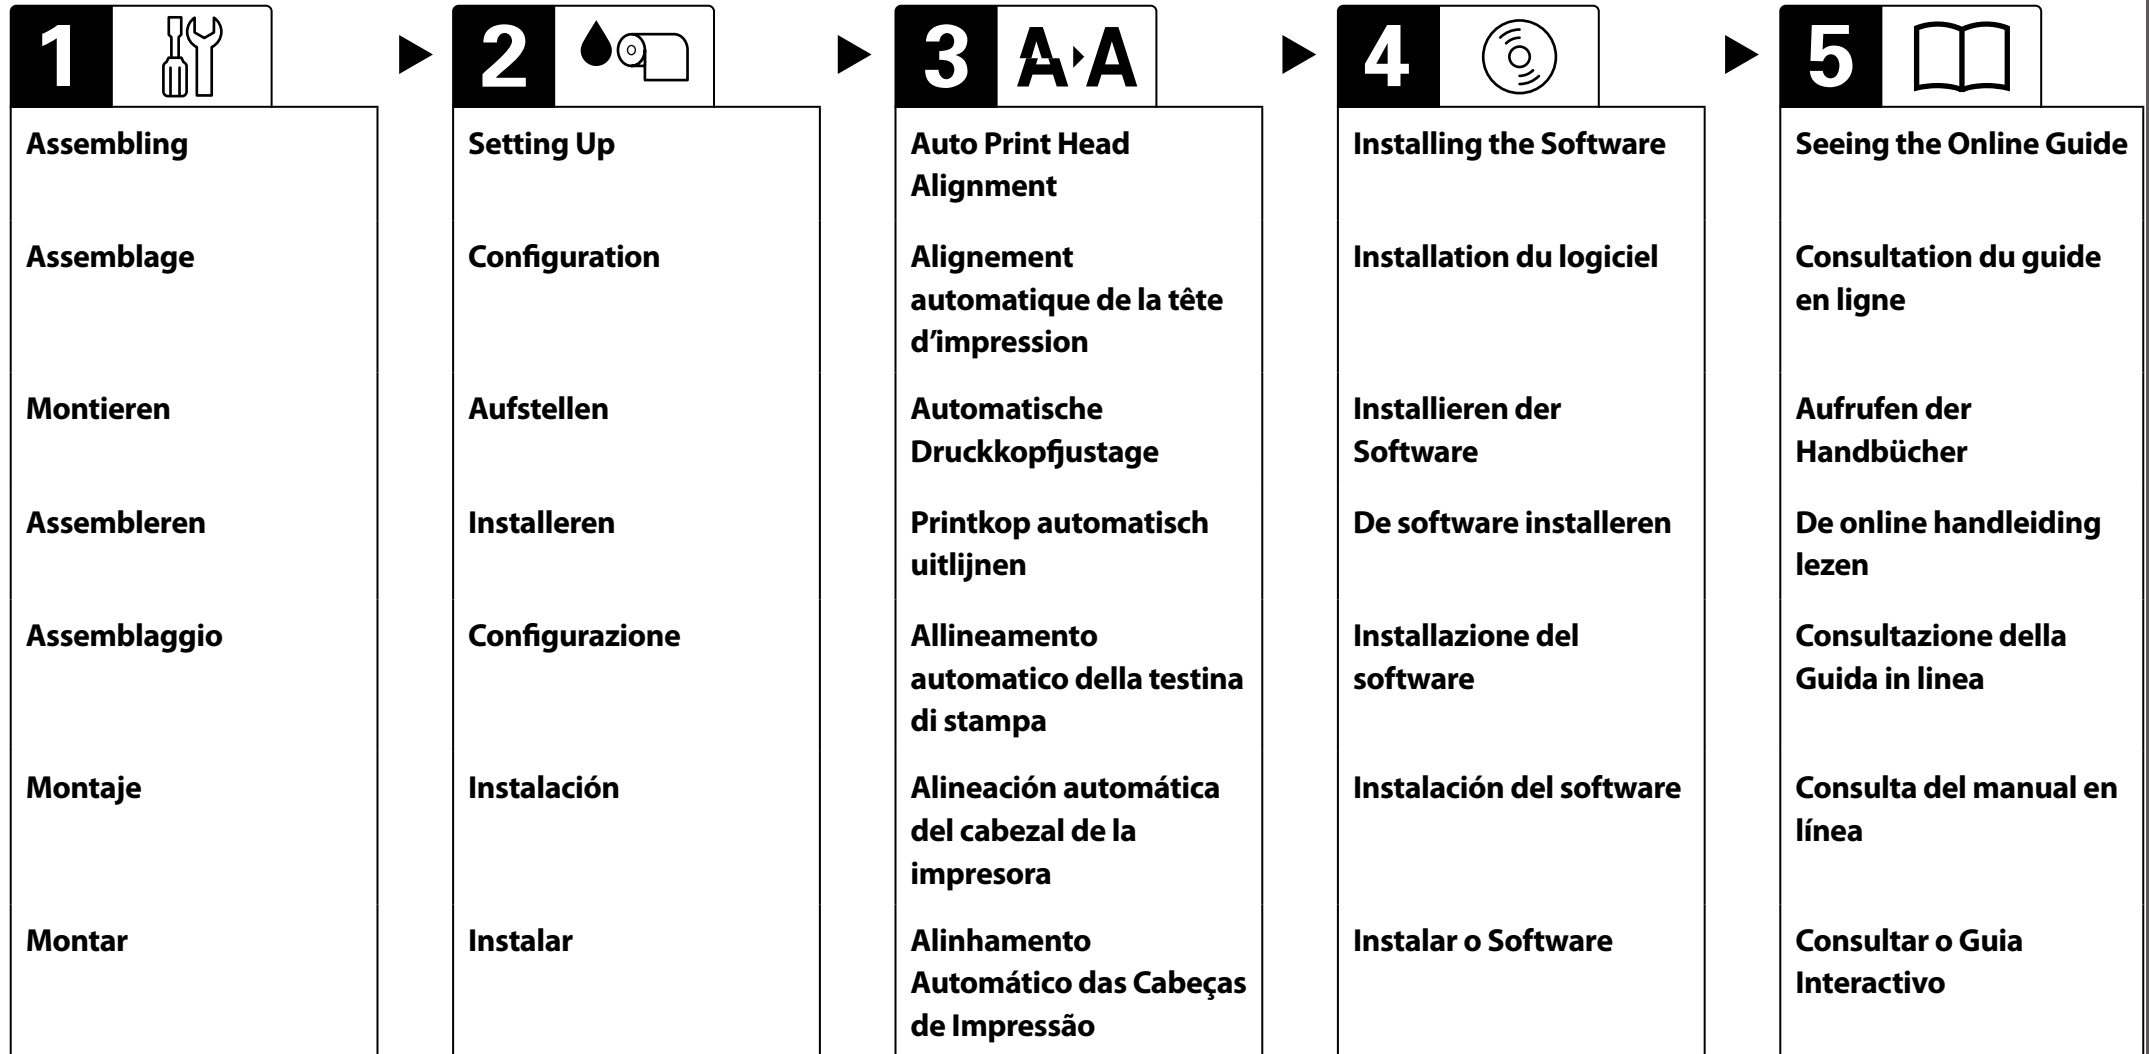 1
2
3 A A
4
5
Assembling
Setting Up
Auto Print Head
Alignment
Installing the Software
Seeing the Online Guide
Assemblage
Configuration
Alignement
automatique de la tête
d’impression
Installation du logiciel
Consultation du guide
en ligne
Montieren
Aufstellen
Automatische
Druckkopfjustage
Installieren der
Software
Aufrufen der
Handbücher
Assembleren
Installeren
Printkop automatisch
uitlijnen
De software installeren
De online handleiding
lezen
Assemblaggio
Configurazione
Allineamento
automatico della testina
di stampa
Installazione del
software
Consultazione della
Guida in linea
Montaje
Instalación
Alineación automática
del cabezal de la
impresora
Instalación del software
Consulta del manual en
línea
Montar
Instalar
Alinhamento
Automático das Cabeças
de Impressão
Instalar o Software
Consultar o Guia
Interactivo